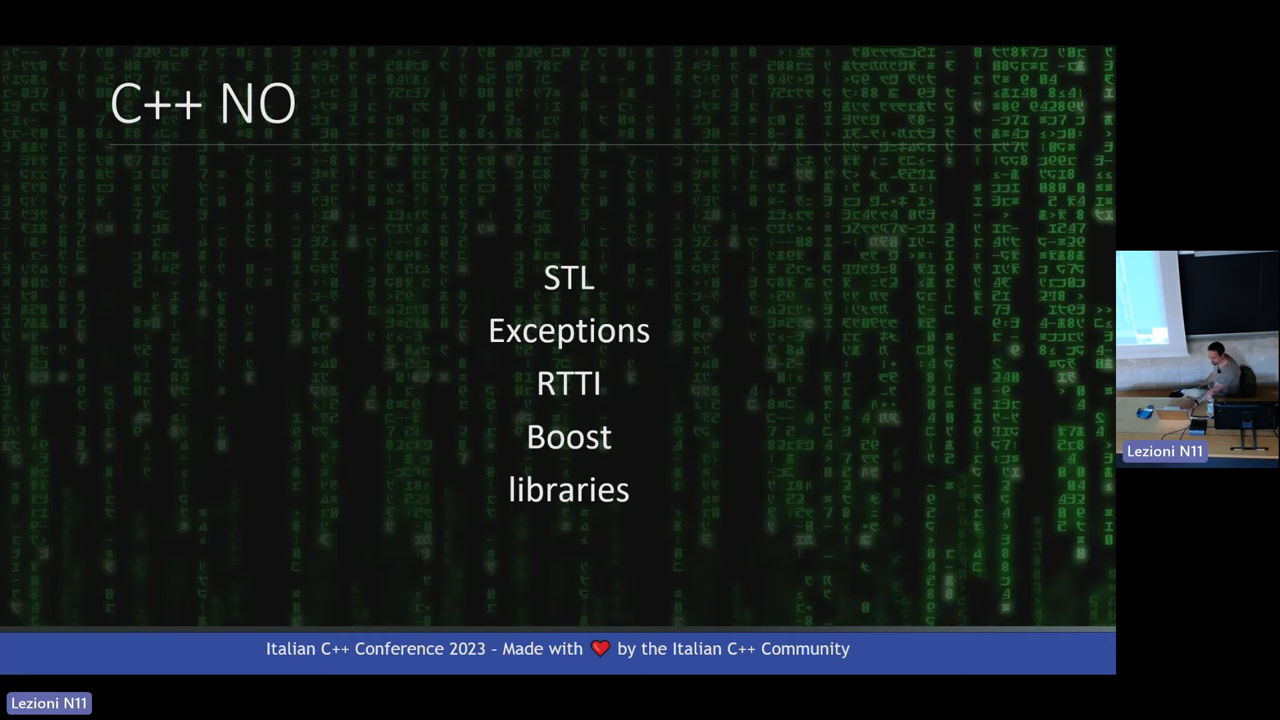 C++ NO
STL
Exceptions
RTTI
Boost
libraries
Italian C++ Conference 2023 - Made with ❤ by the Italian C++ Community
Lezioni N11
Lezioni N11